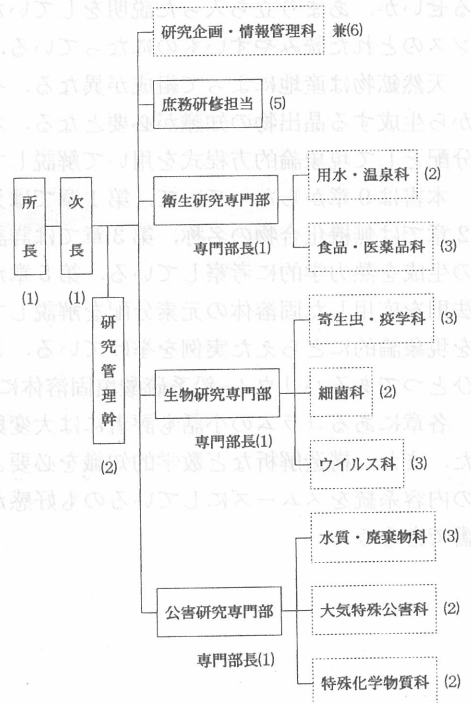 研究企画・情報管理科 兼(6)
庶務研修担当 (5)
所長
(1)
次長
(1)
研究管理幹
(2)
衛生研究専門部
専門部長(1)
用水・温泉科 (2)
食品・医薬品科 (3)
生物研究専門部
専門部長(1)
寄生虫・疫学科 (3)
細菌科 (2)
ウイルス科 (3)
公害研究専門部
専門部長(1)
水質・廃棄物科 (3)
大気特殊公害科 (2)
特殊化学物質科 (2)